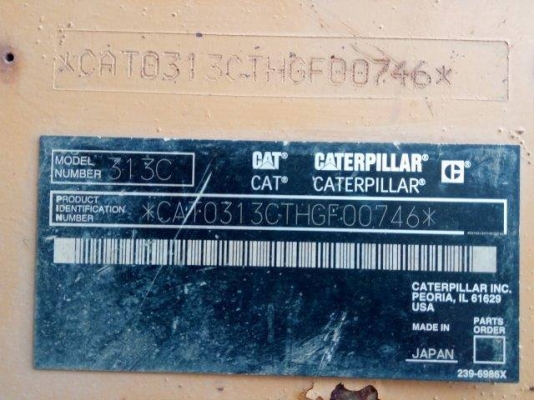 *CAT0313CTHGF00746*
MODEL NUMBER 313C
CAT® CATERPILLAR® C
CAT® CATERPILLAR®
PRODUCT IDENTIFICATION NUMBER *CAT0313CTHGF00746*
CATERPILLAR INC.
PEORIA, IL 61629
USA
MADE IN PARTS ORDER
JAPAN
239-6986X